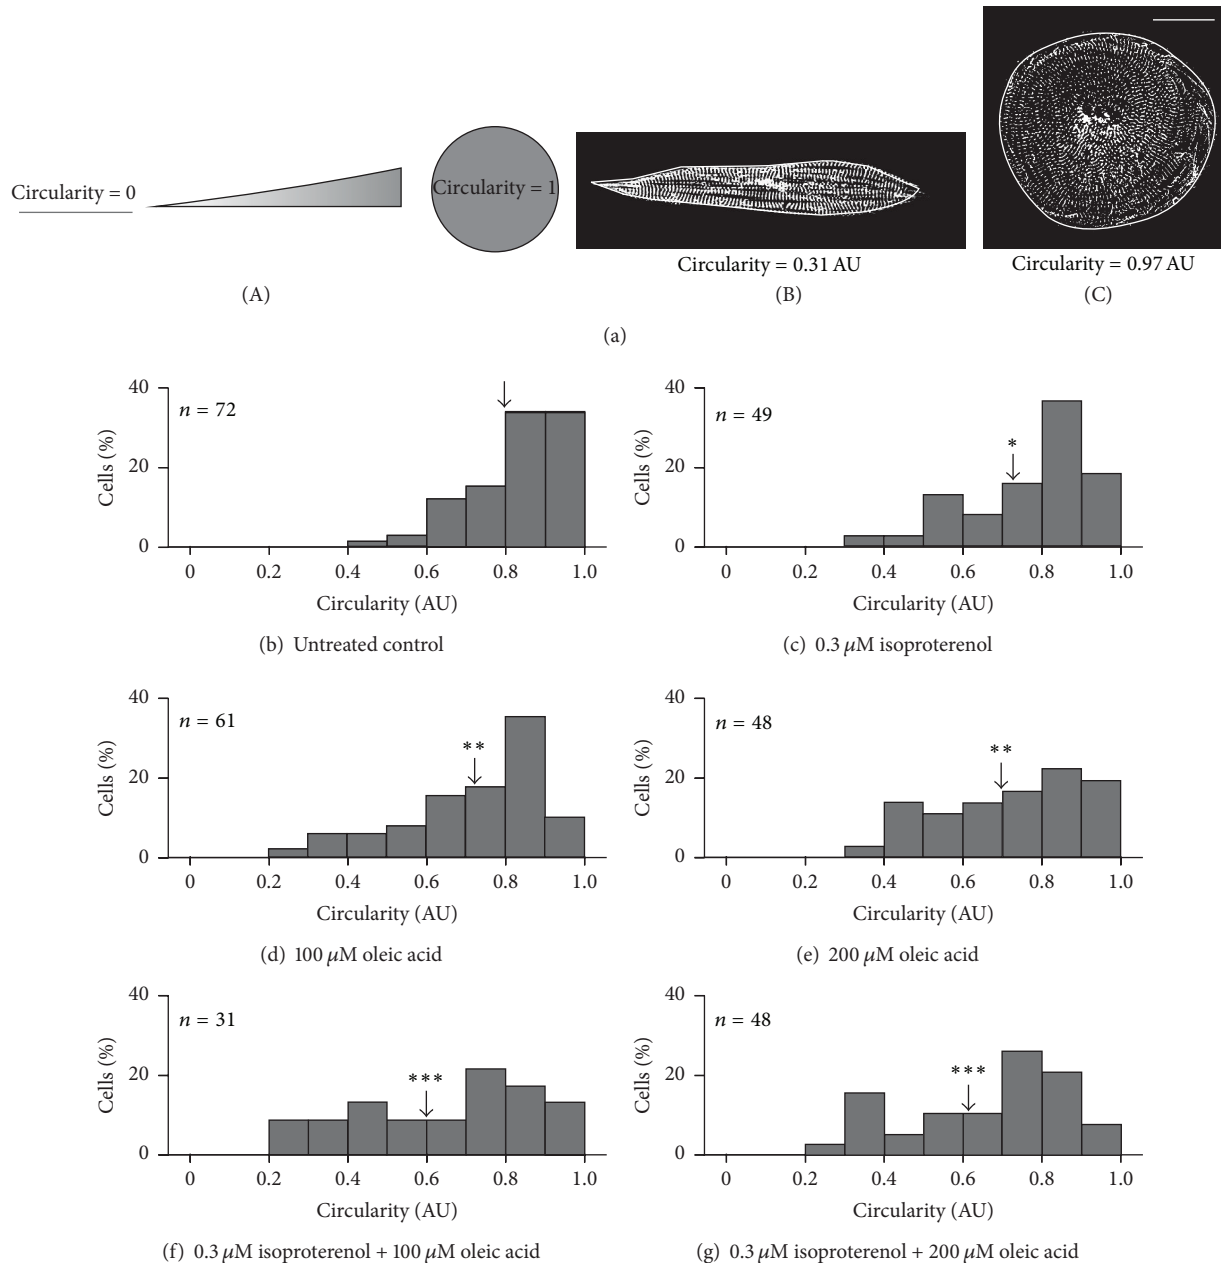 Circularity = 0
Circularity = 1
Circularity = 0.31 AU
Circularity = 0.97 AU
(A)
(B)
(C)
(a)
40
20
0
Cells (%)
n = 72
0 0.2 0.4 0.6 0.8 1.0
Circularity (AU)
(b) Untreated control
40
20
0
Cells (%)
n = 49
*
0 0.2 0.4 0.6 0.8 1.0
Circularity (AU)
(c) 0.3 μM isoproterenol
40
20
0
Cells (%)
n = 61
**
0 0.2 0.4 0.6 0.8 1.0
Circularity (AU)
(d) 100 μM oleic acid
40
20
0
Cells (%)
n = 48
**
0 0.2 0.4 0.6 0.8 1.0
Circularity (AU)
(e) 200 μM oleic acid
40
20
0
Cells (%)
n = 31
***
0 0.2 0.4 0.6 0.8 1.0
Circularity (AU)
(f) 0.3 μM isoproterenol + 100 μM oleic acid
40
20
0
Cells (%)
n = 48
***
0 0.2 0.4 0.6 0.8 1.0
Circularity (AU)
(g) 0.3 μM isoproterenol + 200 μM oleic acid